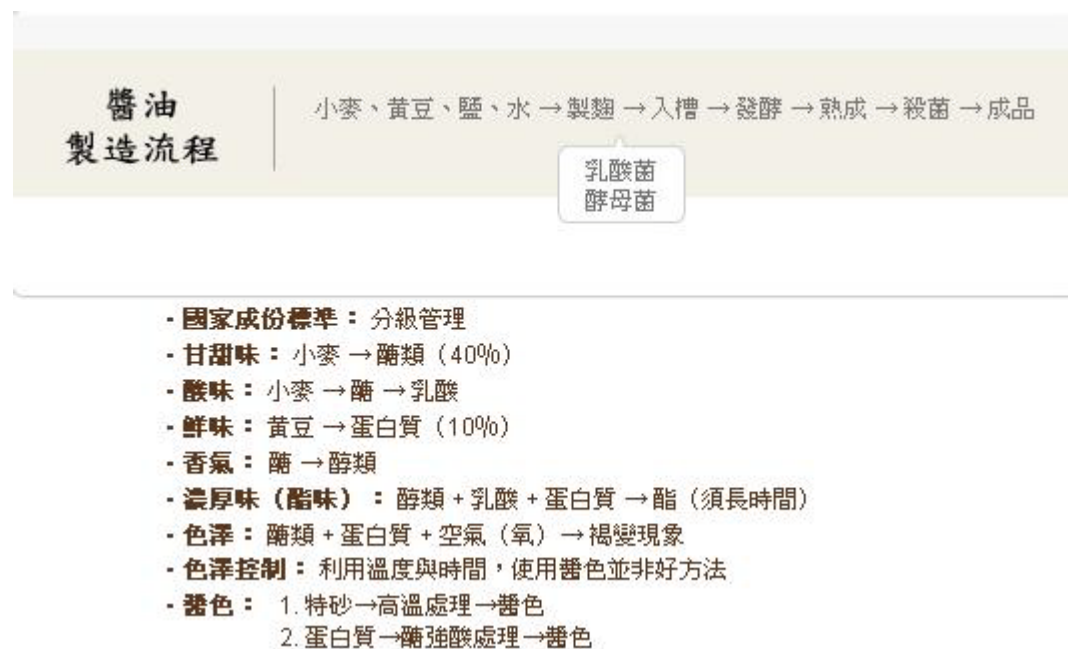 醬油
製造流程
小麥、黃豆、鹽、水 → 製麴 → 入槽 → 發酵 → 熟成 → 殺菌 → 成品
乳酸菌
酵母菌
- 國家成份標準：分級管理
- 甘甜味：小麥 → 醣類（40%）
- 酸味：小麥 → 醣 → 乳酸
- 鮮味：黃豆 → 蛋白質（10%）
- 香氣：醣 → 醇類
- 濃厚味（酯味）：醇類 + 乳酸 + 蛋白質 → 酯（須長時間）
- 色澤：醣類 + 蛋白質 + 空氣（氧）→ 褐變現象
- 色澤控制：利用溫度與時間，使用醬色並非好方法
- 醬色： 1. 特砂→高溫處理→醬色
2. 蛋白質→醣強酸處理→醬色